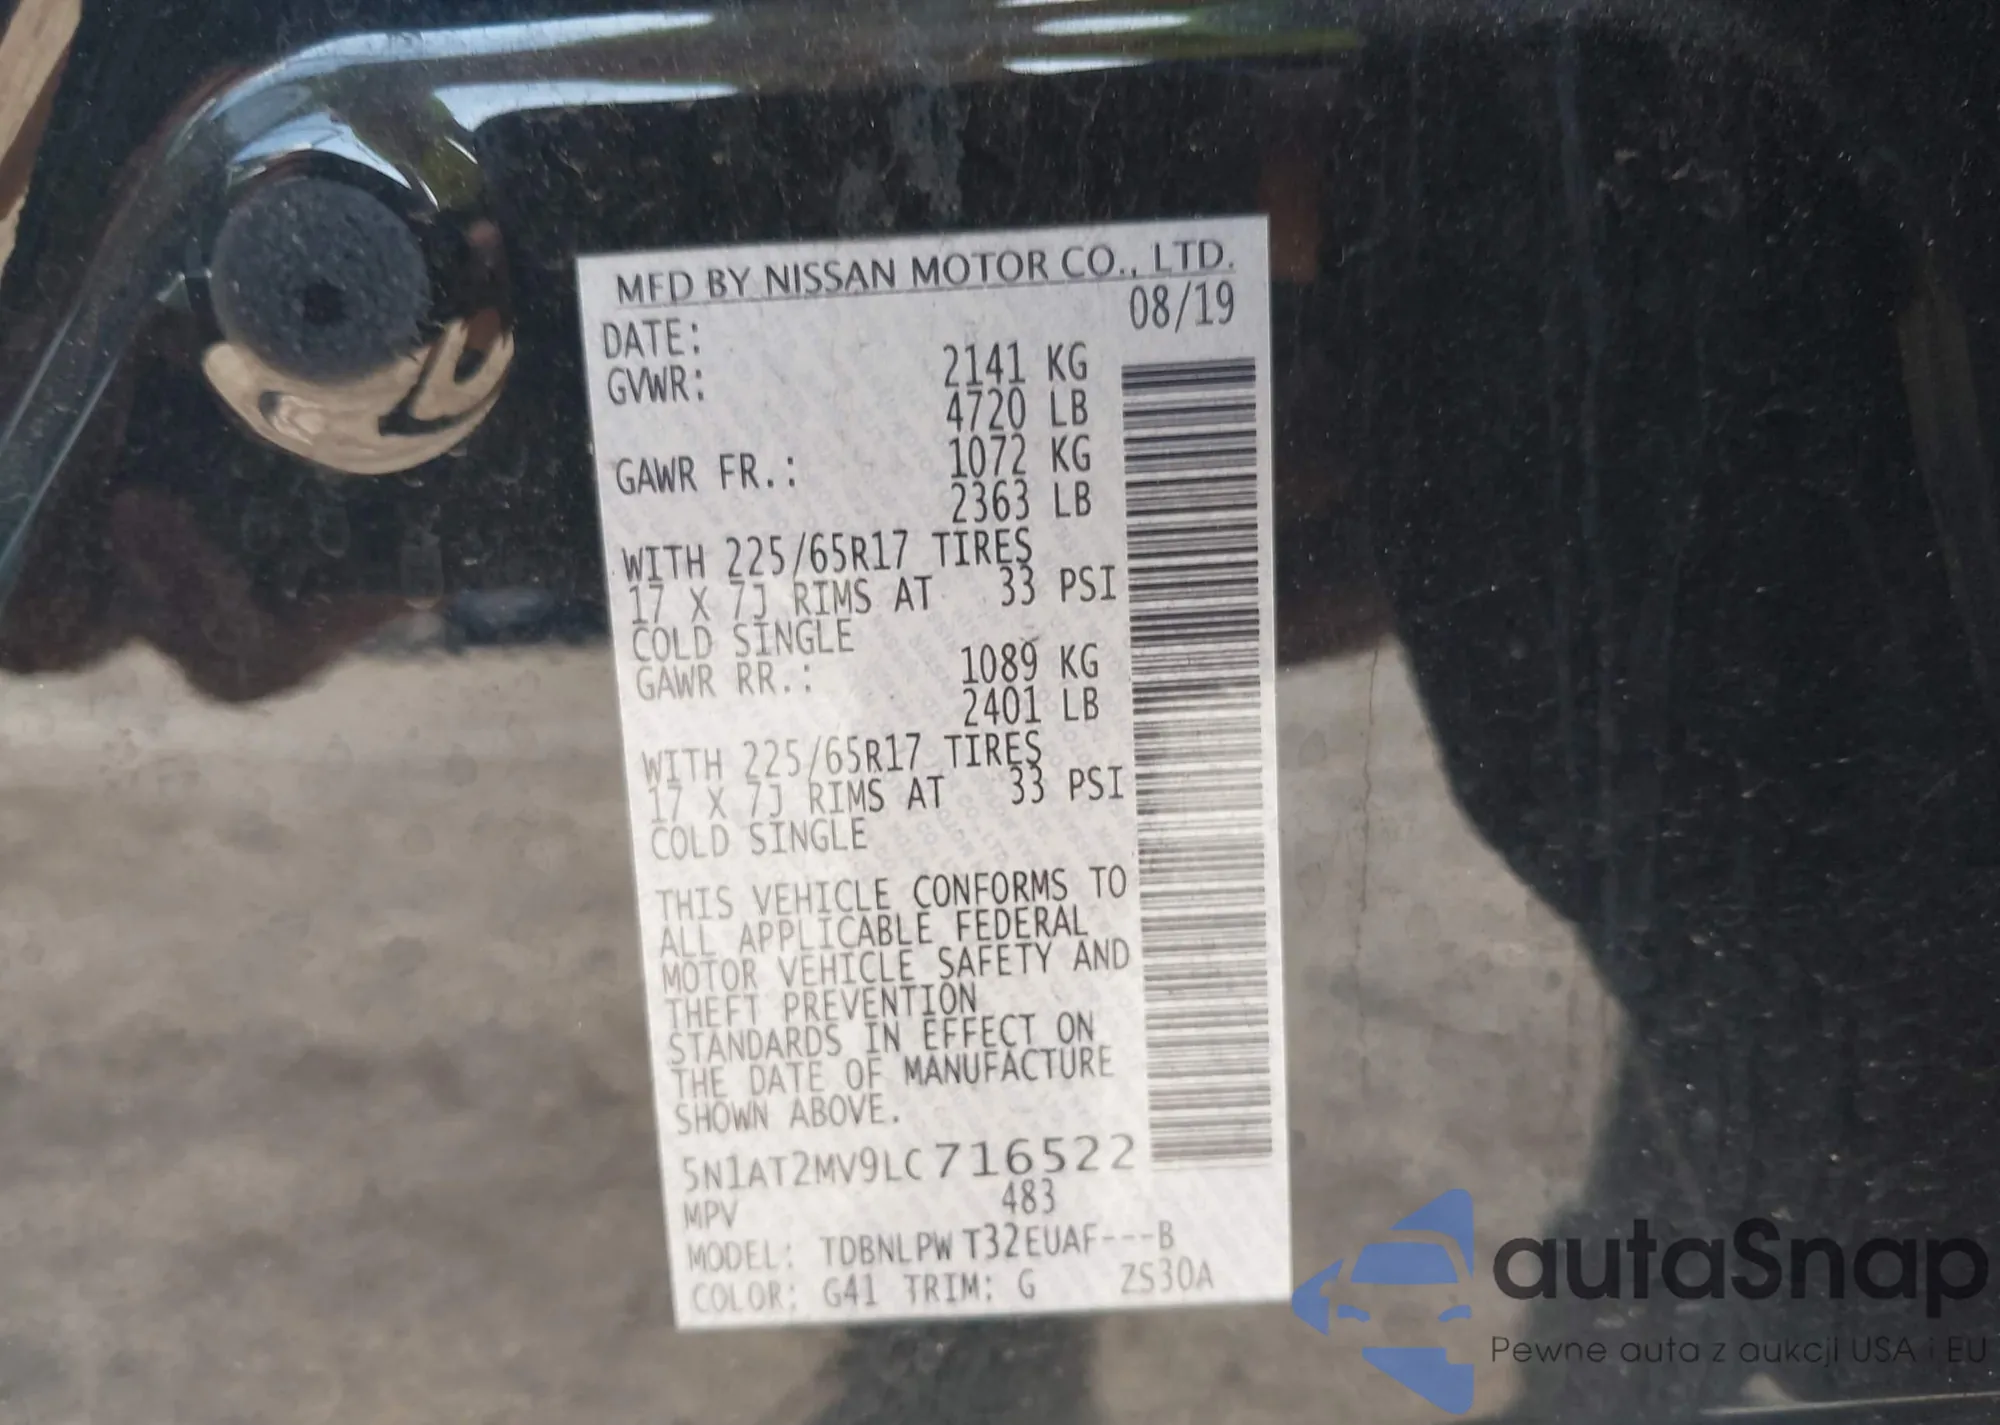 MFD BY NISSAN MOTOR CO., LTD.
DATE: 08/19
GVWR: 2141 KG
4720 LB
GAWR FR.: 1072 KG
2363 LB
WITH 225/65R17 TIRES
17 X 7J RIMS AT 33 PSI
COLD SINGLE
GAWR RR.: 1089 KG
2401 LB
WITH 225/65R17 TIRES
17 X 7J RIMS AT 33 PSI
COLD SINGLE
THIS VEHICLE CONFORMS TO
ALL APPLICABLE FEDERAL
MOTOR VEHICLE SAFETY AND
THEFT PREVENTION
STANDARDS IN EFFECT ON
THE DATE OF MANUFACTURE
SHOWN ABOVE.
5N1AT2MV9LC716522
MPV 483
MODEL: TDBNLPW T32EUAF---B
COLOR: G41 TRIM: G ZS30A
autaSnap
Pewne auta z aukcji USA i EU